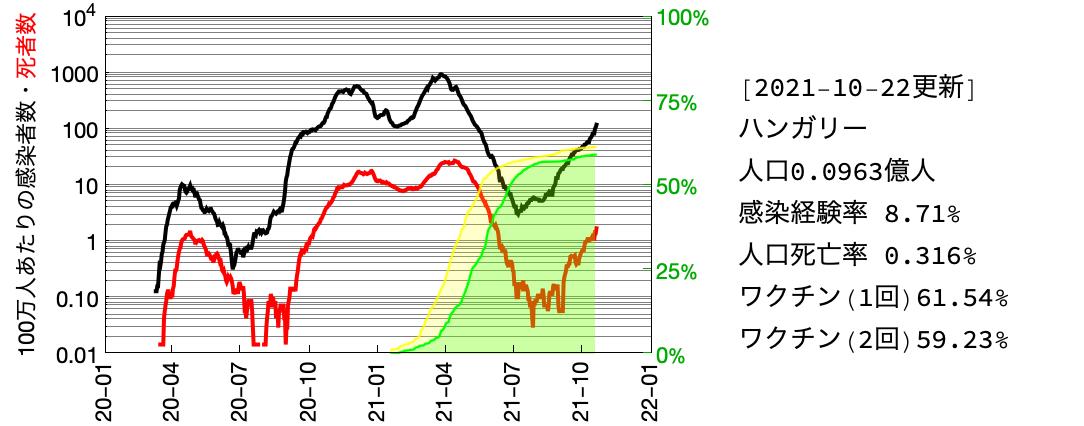 100万人あたりの感染者数・死者数
10^4
1000
100
10
1
0.10
0.01
100%
75%
50%
25%
0%
20-01
20-04
20-07
20-10
21-01
21-04
21-07
21-10
22-01
[2021-10-22更新]
ハンガリー
人口0.0963億人
感染経験率 8.71%
人口死亡率 0.316%
ワクチン(1回)61.54%
ワクチン(2回)59.23%